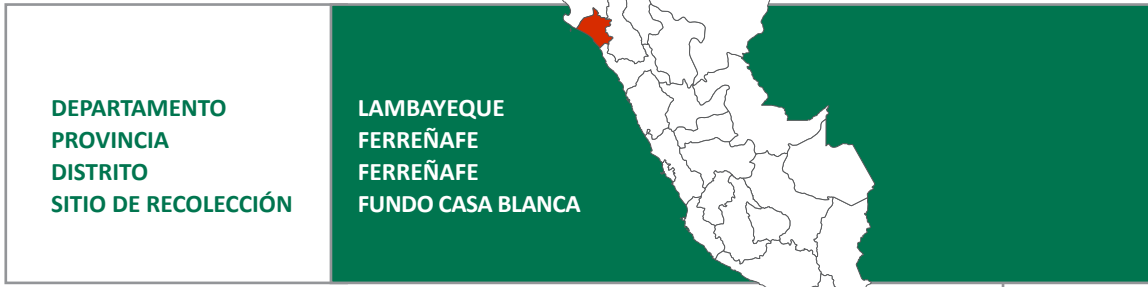 DEPARTAMENTO LAMBAYEQUE
PROVINCIA FERREÑAFE
DISTRITO FERREÑAFE
SITIO DE RECOLECCIÓN FUNDO CASA BLANCA